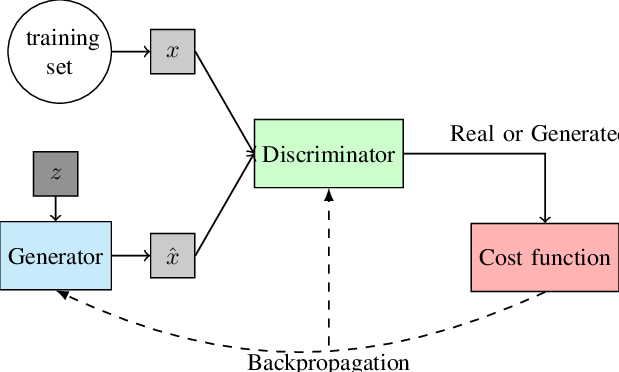 training
set
x
Real or Generated
Discriminator
z
Generator
x̂
Cost function
Backpropagation